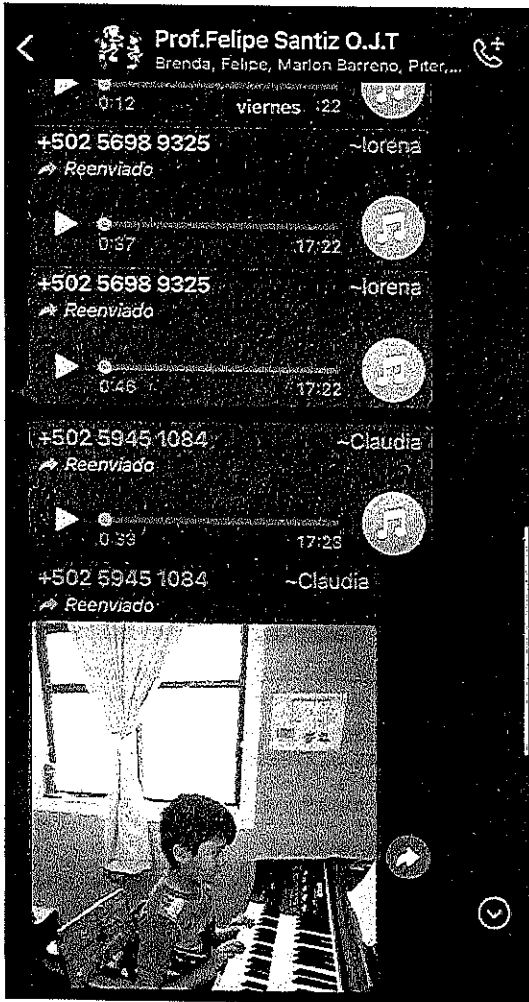 Prof.Felipe Santiz O.J.T
Brenda, Felipe, Marlon Barreno, Piter,...
0:12 viernes :22
+502 5698 9325 ~lorena
Reenviado
0:37 17:22
+502 5698 9325 ~lorena
Reenviado
0:46 17:22
+502 5945 1084 ~Claudia
Reenviado
0:33 17:23
+502 5945 1084 ~Claudia
Reenviado